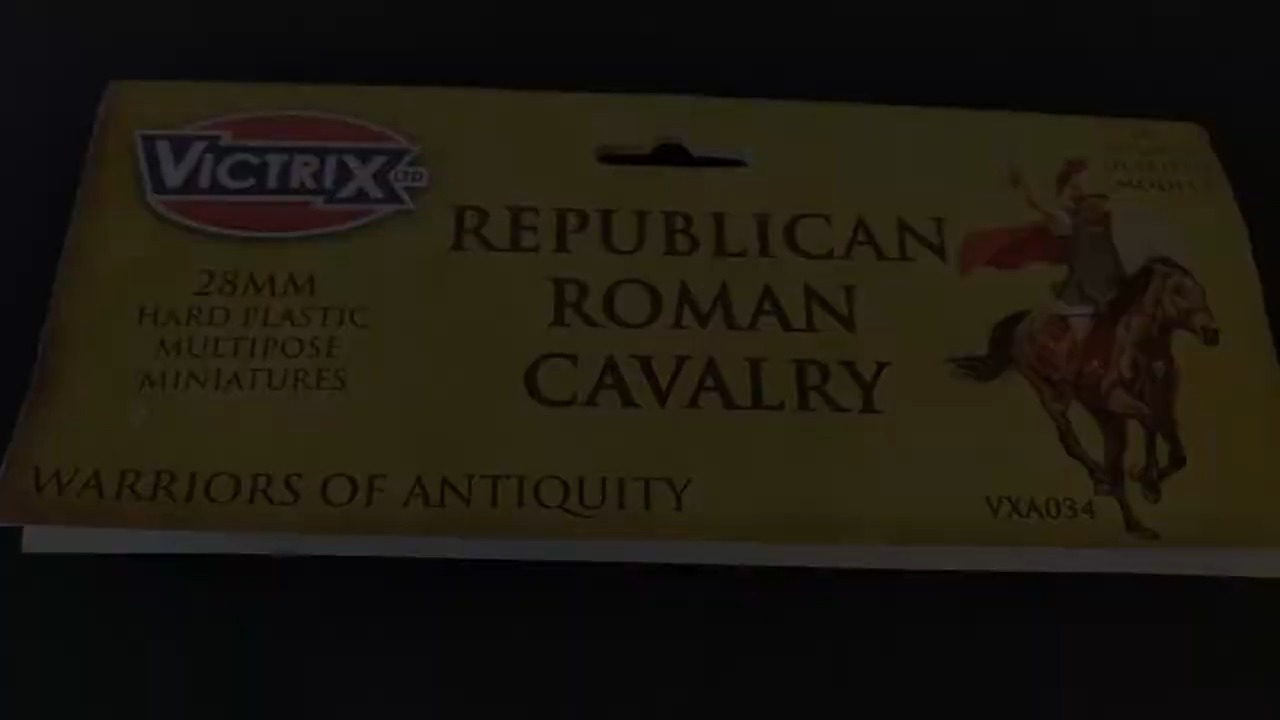 VICTRIX LTD
28MM
HARD PLASTIC
MULTIPOSE
MINIATURES
REPUBLICAN
ROMAN
CAVALRY
WARRIORS OF ANTIQUITY
VXA034